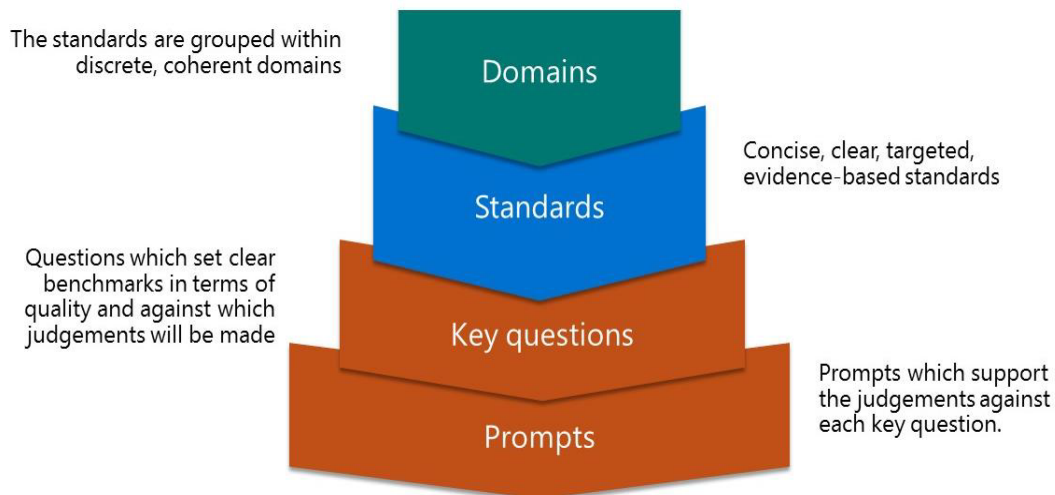 The standards are grouped within
discrete, coherent domains
Domains
Concise, clear, targeted,
evidence-based standards
Standards
Questions which set clear
benchmarks in terms of
quality and against which
judgements will be made
Key questions
Prompts which support
the judgements against
each key question.
Prompts